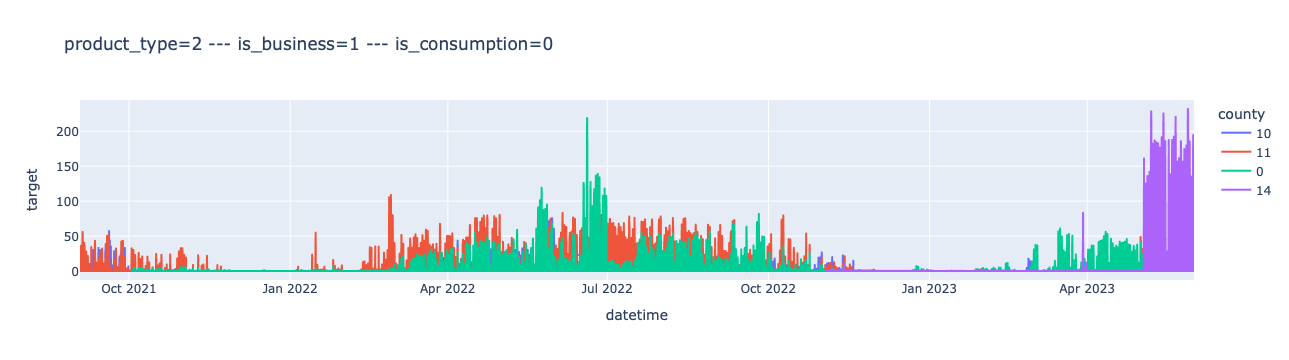 product_type=2 --- is_business=1 --- is_consumption=0
county
10
11
0
14
target
200
150
100
50
0
Oct 2021 Jan 2022 Apr 2022 Jul 2022 Oct 2022 Jan 2023 Apr 2023
datetime